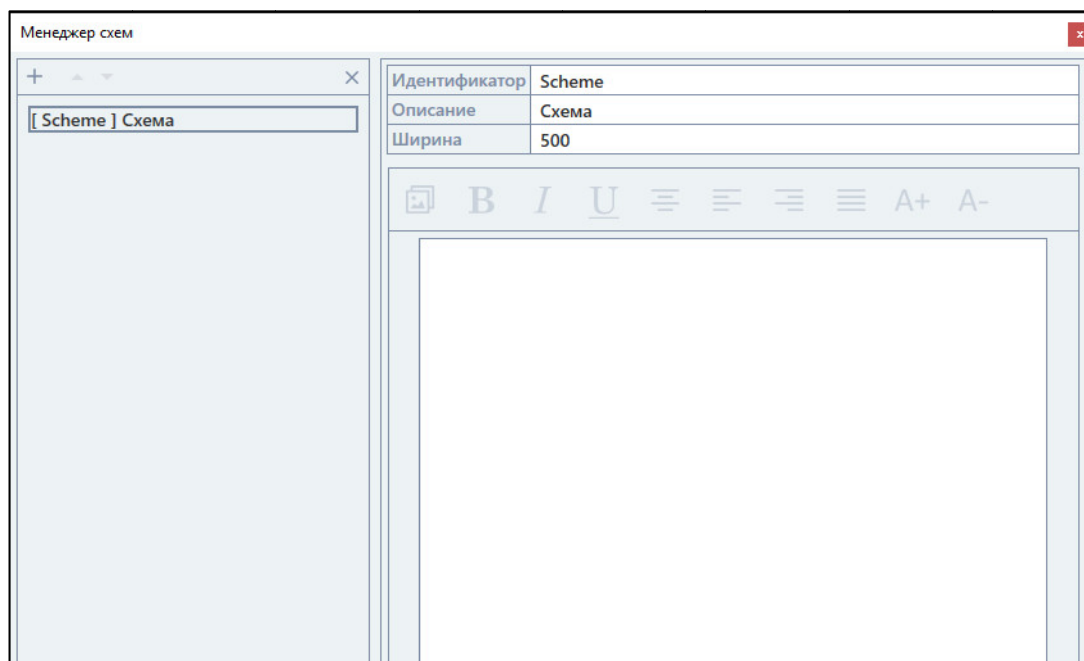 Менеджер схем
x
[ Scheme ] Схема
Идентификатор Scheme
Описание Схема
Ширина 500
B I U A+ A-